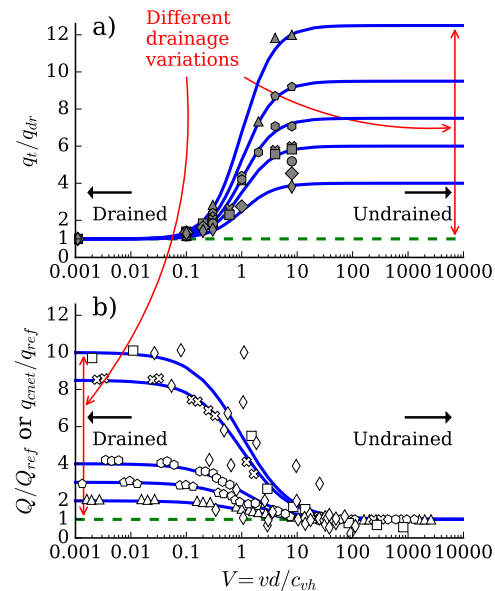 Different
drainage
variations
a)
q_t/q_dr
12
10
8
6
4
2
1
0
Drained
Undrained
0.001 0.01 0.1 1 10 100 1000 10000
b)
Q/Q_ref or q_cnet/q_ref
12
10
8
6
4
2
1
0
Drained
Undrained
0.001 0.01 0.1 1 10 100 1000 10000
V=vd/c_vh